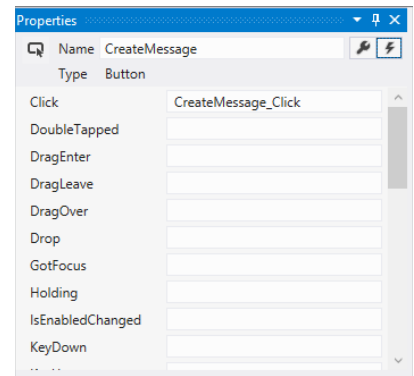 Properties
Name CreateMessage
Type Button
Click CreateMessage_Click
DoubleTapped
DragEnter
DragLeave
DragOver
Drop
GotFocus
Holding
IsEnabledChanged
KeyDown